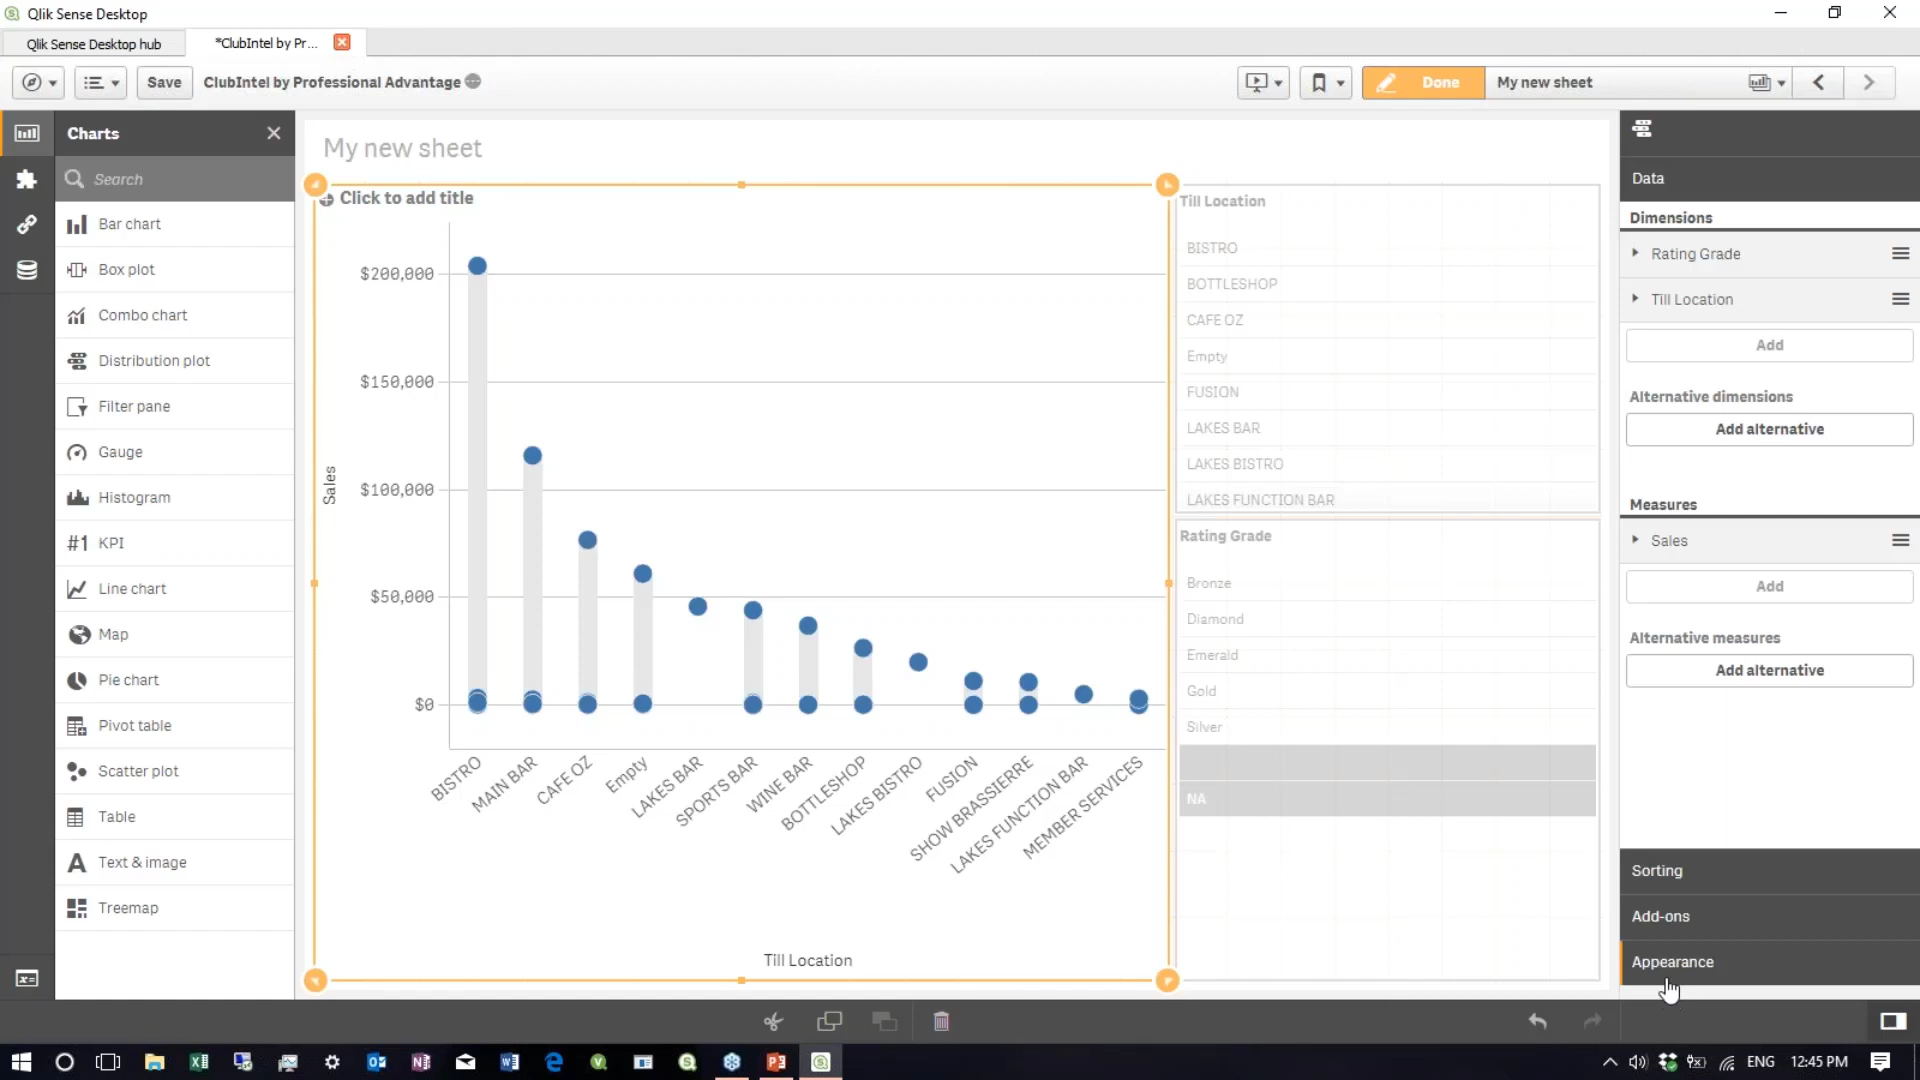 Qlik Sense Desktop
Qlik Sense Desktop hub
*ClubIntel by Pr...
Save
ClubIntel by Professional Advantage
Done
My new sheet
Charts
Search
Bar chart
Box plot
Combo chart
Distribution plot
Filter pane
Gauge
Histogram
#1 KPI
Line chart
Map
Pie chart
Pivot table
Scatter plot
Table
Text & image
Treemap
My new sheet
Click to add title
Sales
$200,000
$150,000
$100,000
$50,000
$0
BISTRO
MAIN BAR
CAFE OZ
Empty
LAKES BAR
SPORTS BAR
WINE BAR
BOTTLESHOP
LAKES BISTRO
FUSION
SHOW BRASSIERRE
LAKES FUNCTION BAR
MEMBER SERVICES
Till Location
Till Location
BISTRO
BOTTLESHOP
CAFE OZ
Empty
FUSION
LAKES BAR
LAKES BISTRO
LAKES FUNCTION BAR
Rating Grade
Bronze
Diamond
Emerald
Gold
Silver
NA
Data
Dimensions
Rating Grade
Till Location
Add
Alternative dimensions
Add alternative
Measures
Sales
Add
Alternative measures
Add alternative
Sorting
Add-ons
Appearance
ENG
12:45 PM